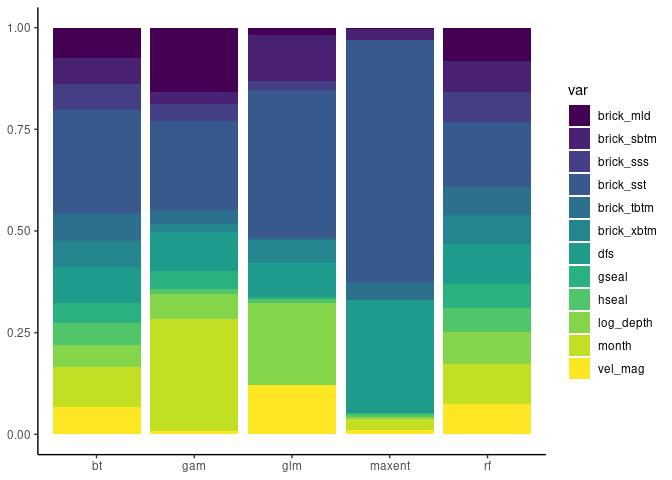 1.00
0.75
0.50
0.25
0.00
bt gam glm maxent rf
var
brick_mld
brick_sbtm
brick_sss
brick_sst
brick_tbtm
brick_xbtm
dfs
gseal
hseal
log_depth
month
vel_mag